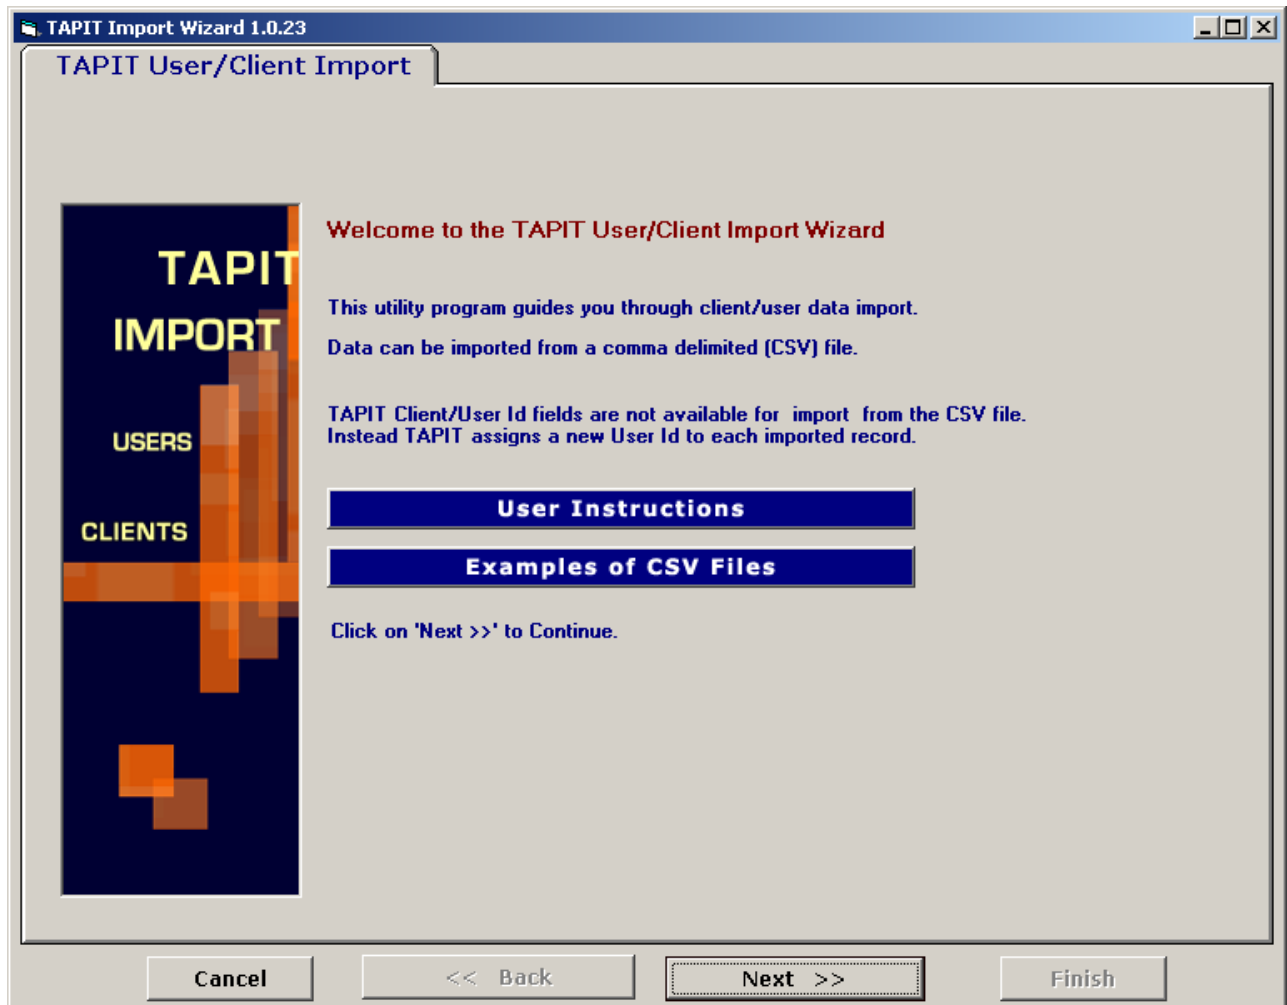 TAPIT Import Wizard 1.0.23
TAPIT User/Client Import
TAPIT
IMPORT
USERS
CLIENTS
Welcome to the TAPIT User/Client Import Wizard
This utility program guides you through client/user data import.
Data can be imported from a comma delimited (CSV) file.
TAPIT Client/User Id fields are not available for import from the CSV file.
Instead TAPIT assigns a new User Id to each imported record.
User Instructions
Examples of CSV Files
Click on 'Next >>' to Continue.
Cancel
<< Back
Next >>
Finish